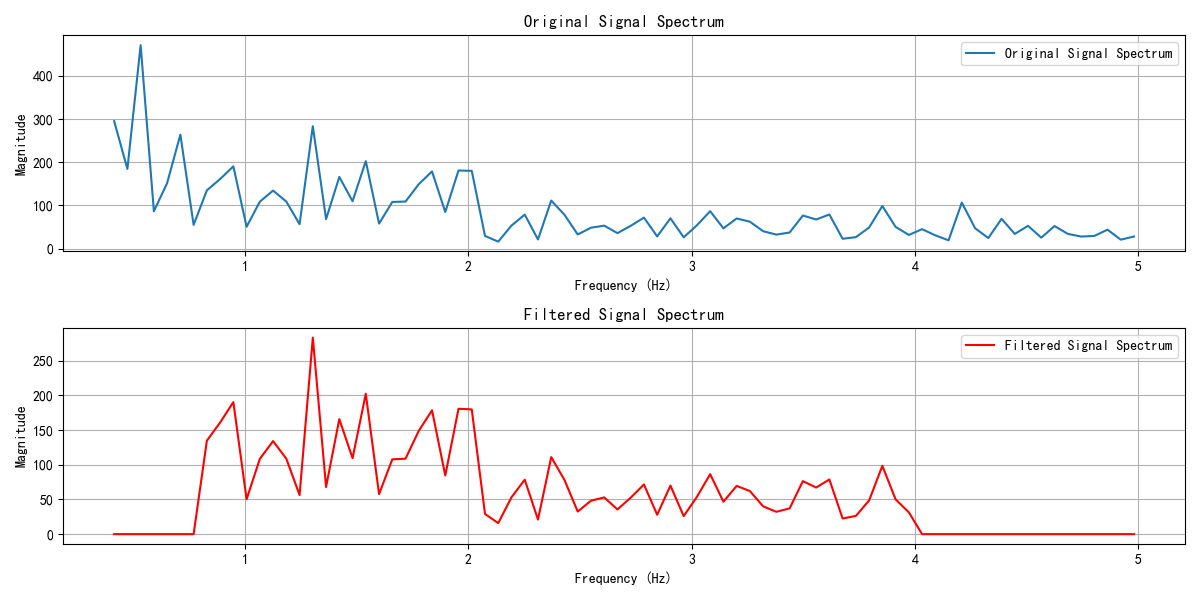 Original Signal Spectrum
Original Signal Spectrum
Magnitude
400
300
200
100
0
1 2 3 4 5
Frequency (Hz)
Filtered Signal Spectrum
Filtered Signal Spectrum
Magnitude
250
200
150
100
50
0
1 2 3 4 5
Frequency (Hz)